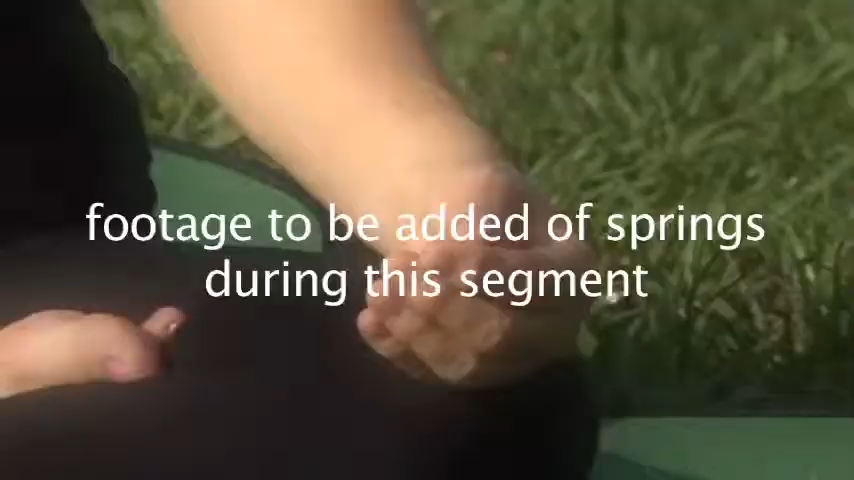 footage to be added of springs
during this segment